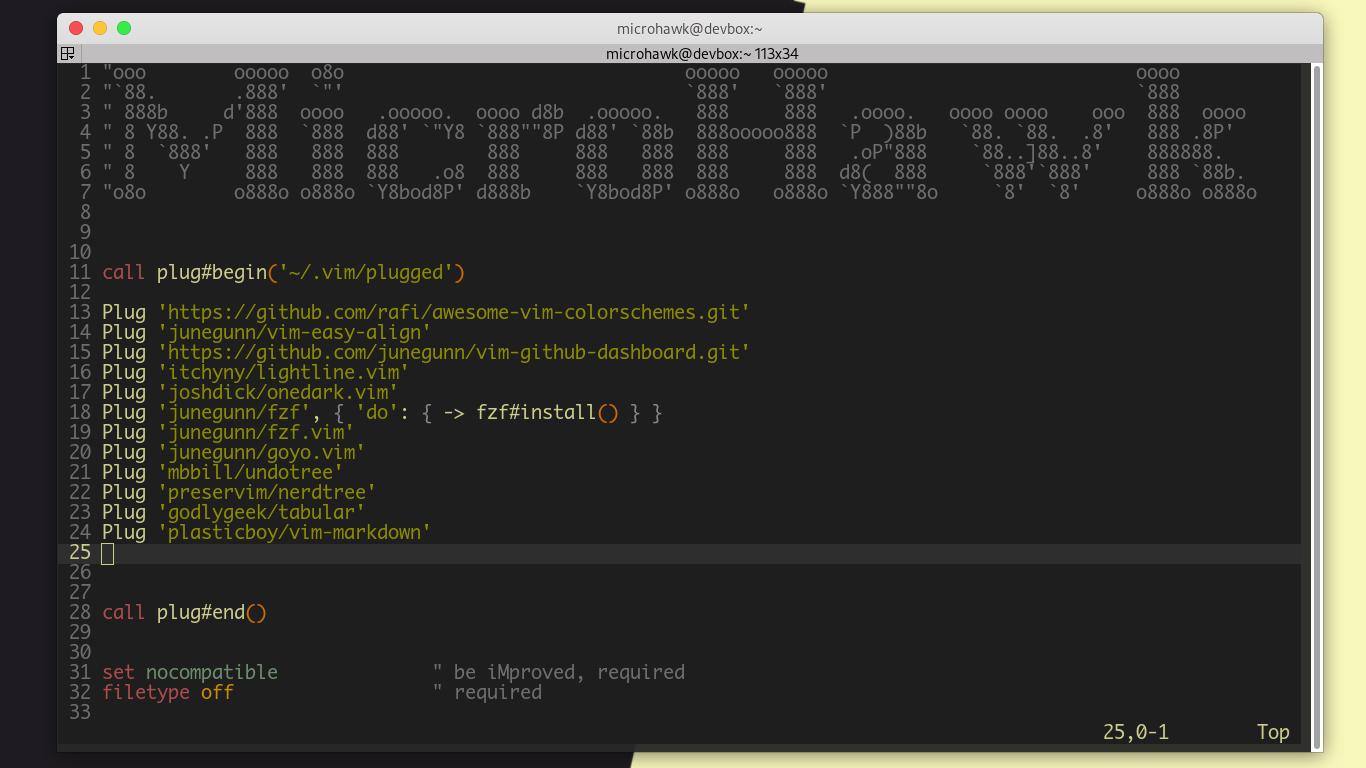 microhawk@devbox:~
microhawk@devbox:~ 113x34
1 "ooo        ooooo  o8o                               ooooo   ooooo                            oooo
2 "`88.       .888'  `"'                               `888'   `888'                            `888
3 " 888b     d'888  oooo   .ooooo.  oooo d8b  .ooooo.   888     888   .oooo.   oooo oooo    ooo  888  oooo
4 " 8 Y88. .P  888  `888  d88' `"Y8 `888""8P d88' `88b  888ooooo888  `P  )88b   `88. `88.  .8'   888 .8P'
5 " 8  `888'   888   888  888        888     888   888  888     888   .oP"888    `88..]88..8'    888888.
6 " 8    Y     888   888  888   .o8  888     888   888  888     888  d8(  888     `888'`888'     888 `88b.
7 "o8o        o888o o888o `Y8bod8P' d888b    `Y8bod8P' o888o   o888o `Y888""8o     `8'  `8'     o888o o888o
8
9
10
11 call plug#begin('~/.vim/plugged')
12
13 Plug 'https://github.com/rafi/awesome-vim-colorschemes.git'
14 Plug 'junegunn/vim-easy-align'
15 Plug 'https://github.com/junegunn/vim-github-dashboard.git'
16 Plug 'itchyny/lightline.vim'
17 Plug 'joshdick/onedark.vim'
18 Plug 'junegunn/fzf', { 'do': { -> fzf#install() } }
19 Plug 'junegunn/fzf.vim'
20 Plug 'junegunn/goyo.vim'
21 Plug 'mbbill/undotree'
22 Plug 'preservim/nerdtree'
23 Plug 'godlygeek/tabular'
24 Plug 'plasticboy/vim-markdown'
25
26
27
28 call plug#end()
29
30
31 set nocompatible              " be iMproved, required
32 filetype off                  " required
33
25,0-1        Top